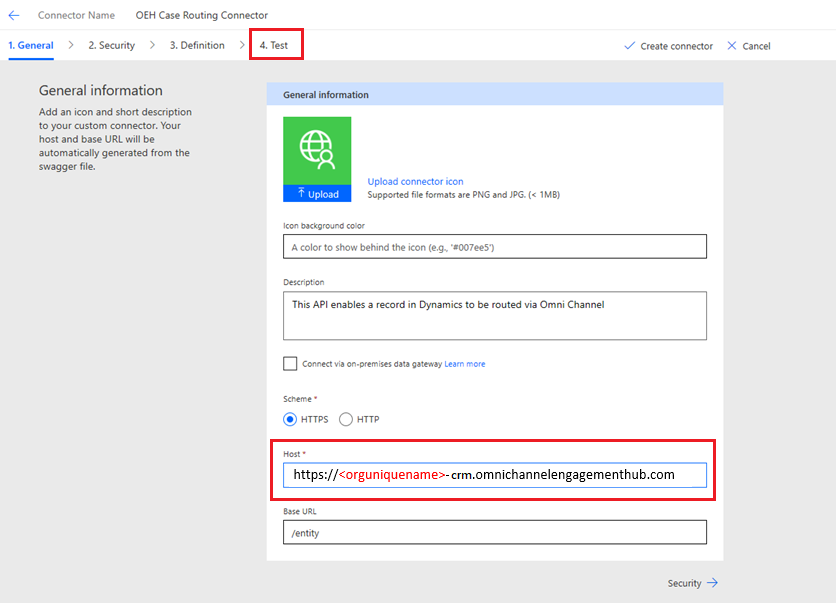 Connector Name OEH Case Routing Connector
1. General 2. Security 3. Definition 4. Test Create connector Cancel
General information
Add an icon and short description
to your custom connector. Your
host and base URL will be
automatically generated from the
swagger file.
General information
Upload
Upload connector icon
Supported file formats are PNG and JPG. (< 1MB)
Icon background color
A color to show behind the icon (e.g., '#007ee5')
Description
This API enables a record in Dynamics to be routed via Omni Channel
Connect via on-premises data gateway Learn more
Scheme *
HTTPS HTTP
Host *
https://<orguniquename>-crm.omnichannelengagementhub.com
Base URL
/entity
Security